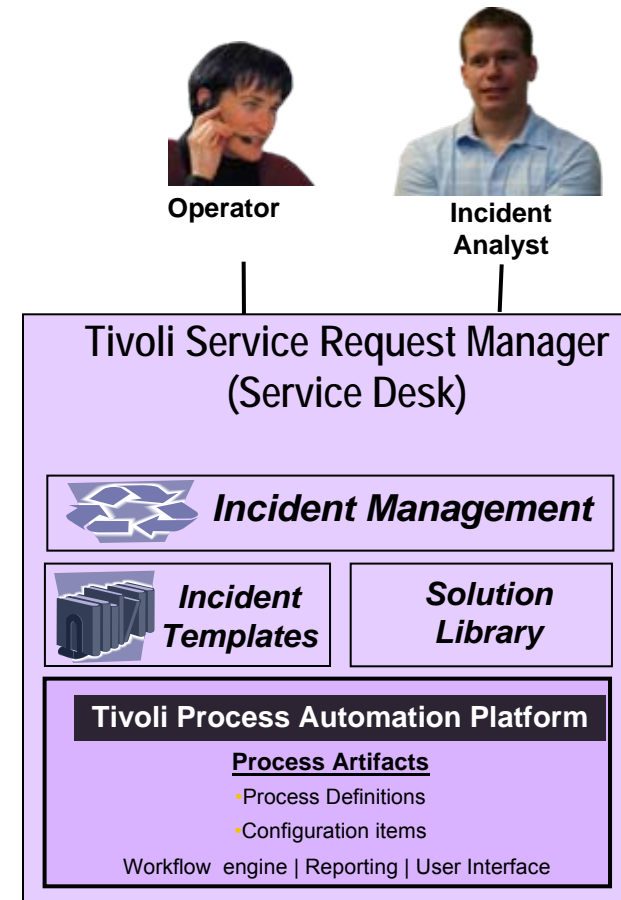 Operator
Incident
Analyst
Tivoli Service Request Manager
(Service Desk)
Incident Management
Incident
Templates
Solution
Library
Tivoli Process Automation Platform
Process Artifacts
•Process Definitions
•Configuration items
Workflow engine | Reporting | User Interface